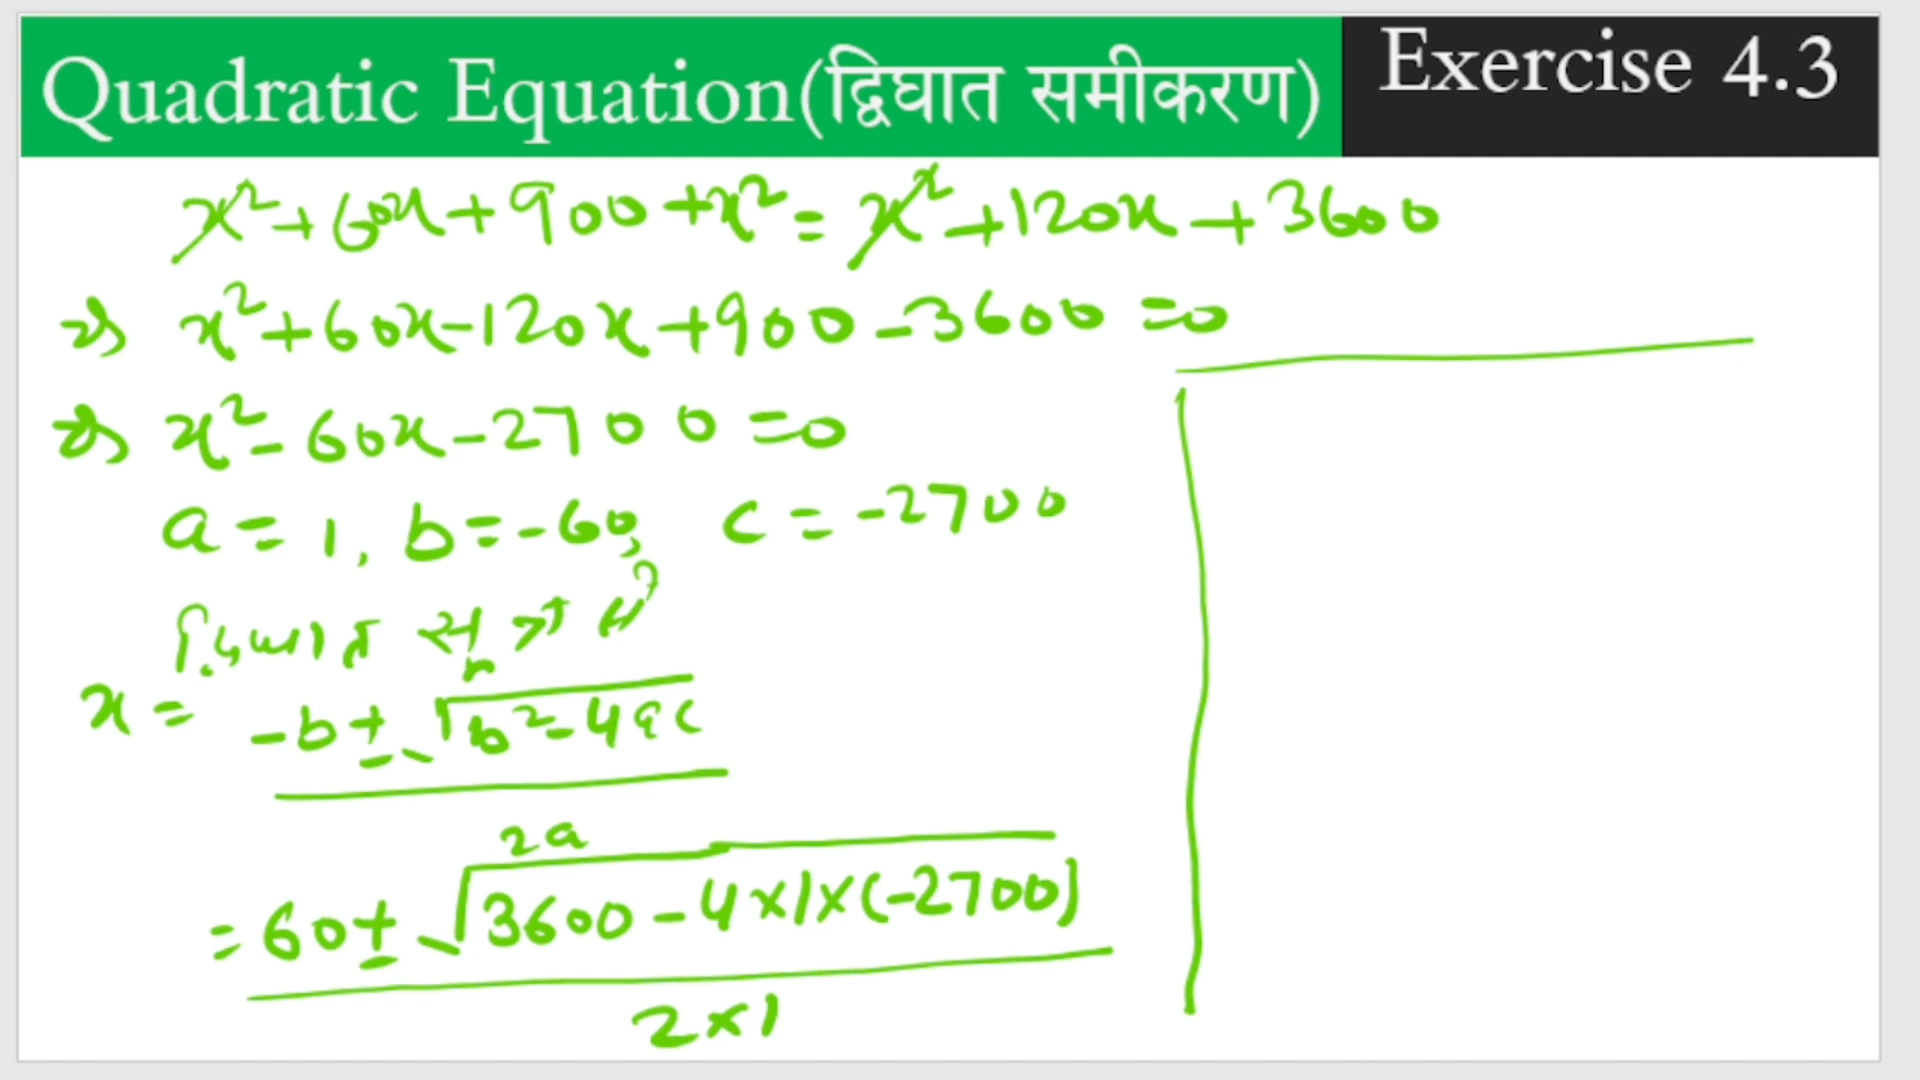 Quadratic Equation(द्विघात समीकरण)
Exercise 4.3
x²+60x+900+x²=x²+120x+3600
⇒ x²+60x-120x+900-3600=0
⇒ x²-60x-2700=0
a=1, b=-60, c=-2700
सूत्र से
x = -b±√b²-4ac
2a
= 60±√3600-4×1×(-2700)
2×1